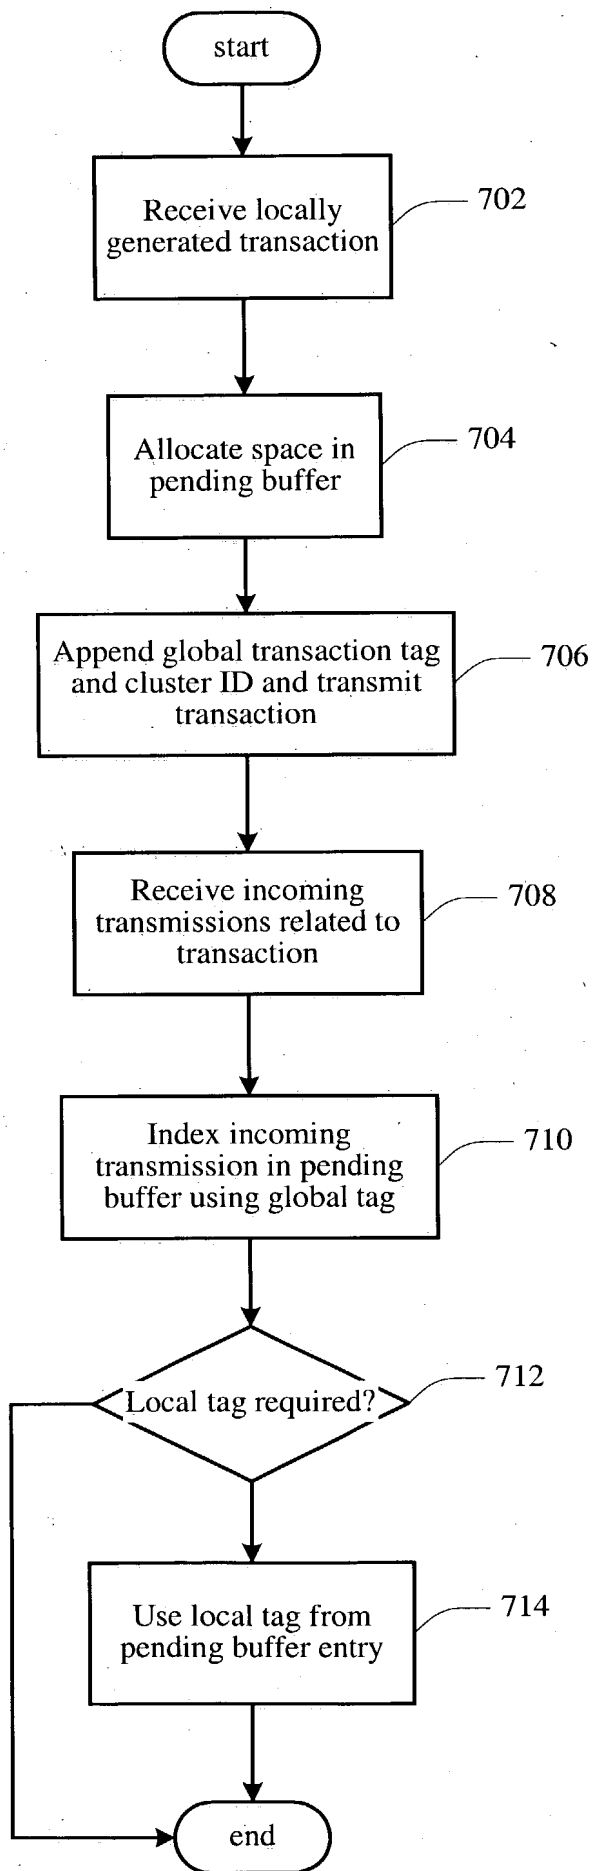 start
Receive locally
generated transaction
702
Allocate space in
pending buffer
704
Append global transaction tag
and cluster ID and transmit
transaction
706
Receive incoming
transmissions related to
transaction
708
Index incoming
transmission in pending
buffer using global tag
710
Local tag required?
712
Use local tag from
pending buffer entry
714
end